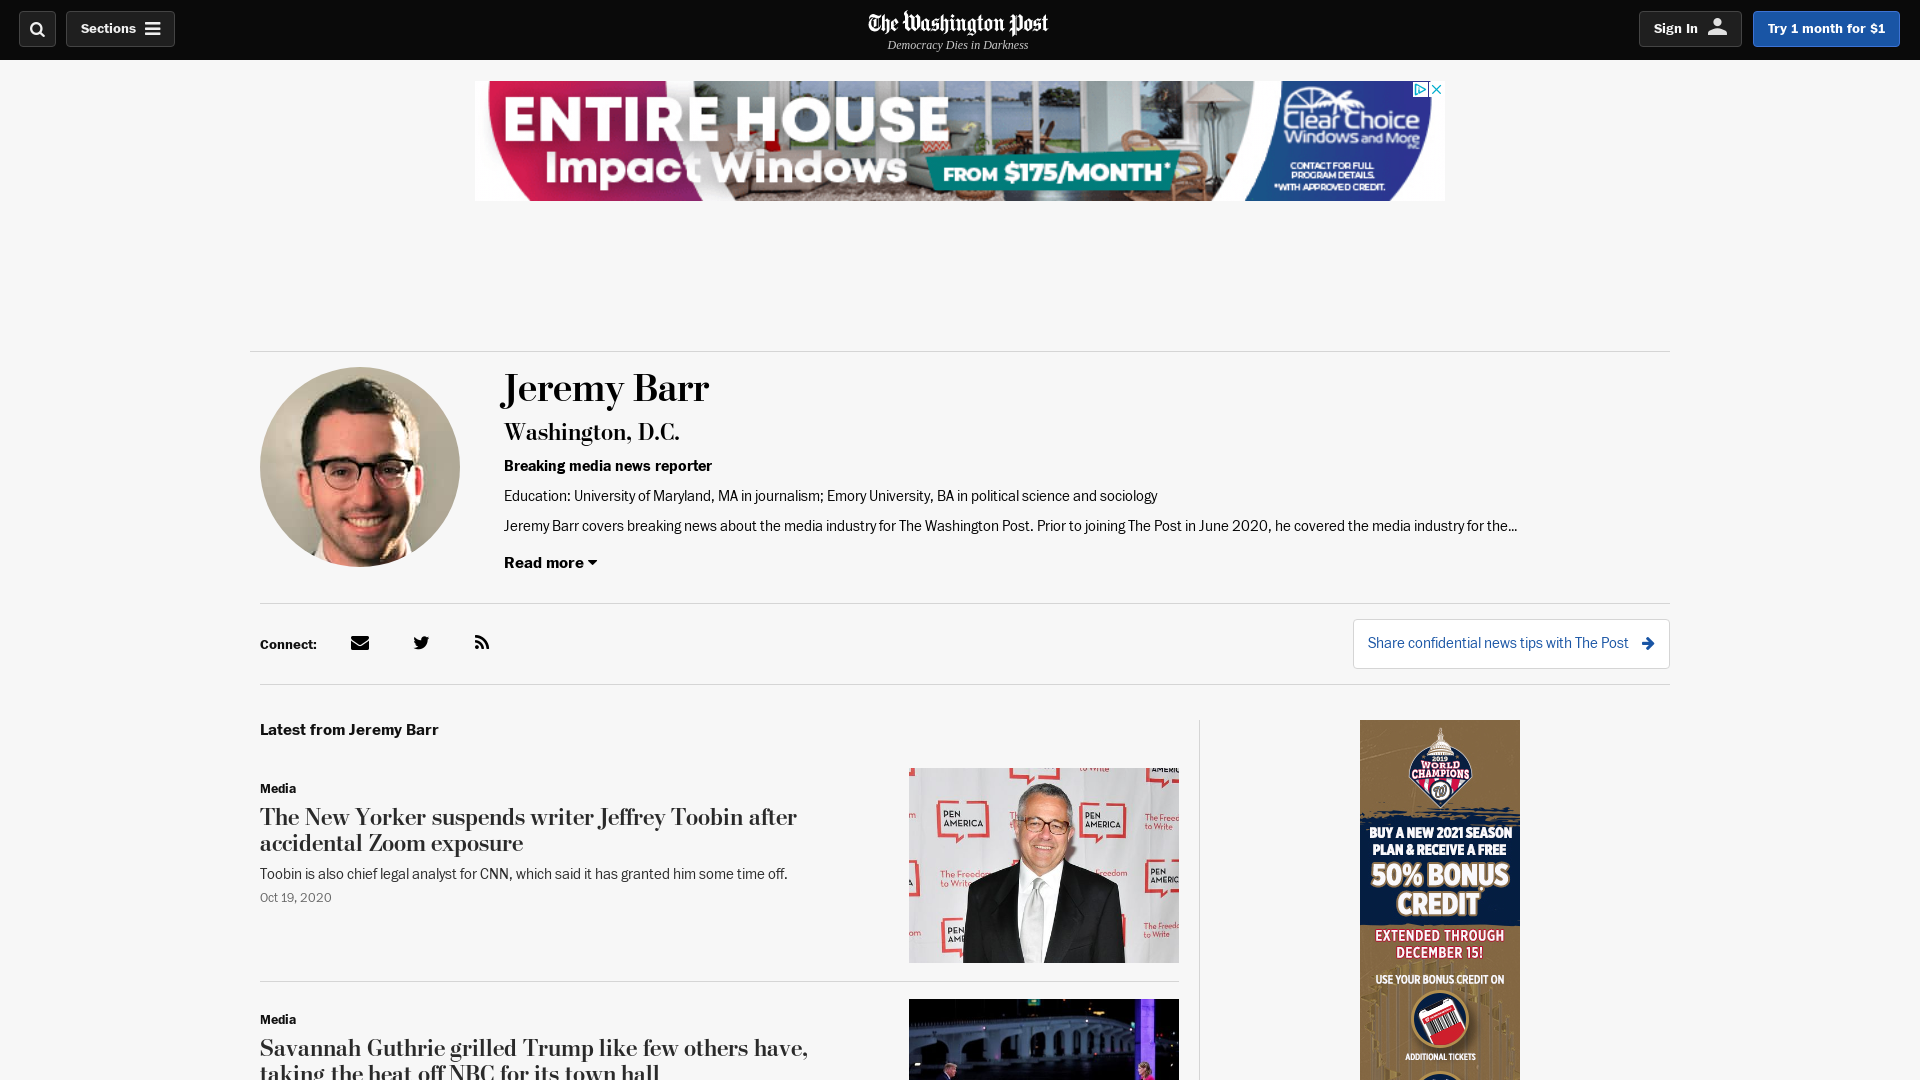 Sections
The Washington Post
Democracy Dies in Darkness
Sign In
Try 1 month for $1
ENTIRE HOUSE
Impact Windows
FROM $175/MONTH*
Clear Choice
Windows and More
INC.
CONTACT FOR FULL
PROGRAM DETAILS.
*WITH APPROVED CREDIT.
Jeremy Barr
Washington, D.C.
Breaking media news reporter
Education: University of Maryland, MA in journalism; Emory University, BA in political science and sociology
Jeremy Barr covers breaking news about the media industry for The Washington Post. Prior to joining The Post in June 2020, he covered the media industry for the...
Read more
Connect:
Share confidential news tips with The Post
Latest from Jeremy Barr
Media
The New Yorker suspends writer Jeffrey Toobin after
accidental Zoom exposure
Toobin is also chief legal analyst for CNN, which said it has granted him some time off.
Oct 19, 2020
PEN
AMERICA
PEN
AMERICA
The Freedom
to Write
Media
Savannah Guthrie grilled Trump like few others have,
taking the heat off NBC for its town hall
2019
WORLD
CHAMPIONS
W
BUY A NEW 2021 SEASON
PLAN & RECEIVE A FREE
50% BONUS
CREDIT
EXTENDED THROUGH
DECEMBER 15!
USE YOUR BONUS CREDIT ON
ADDITIONAL TICKETS